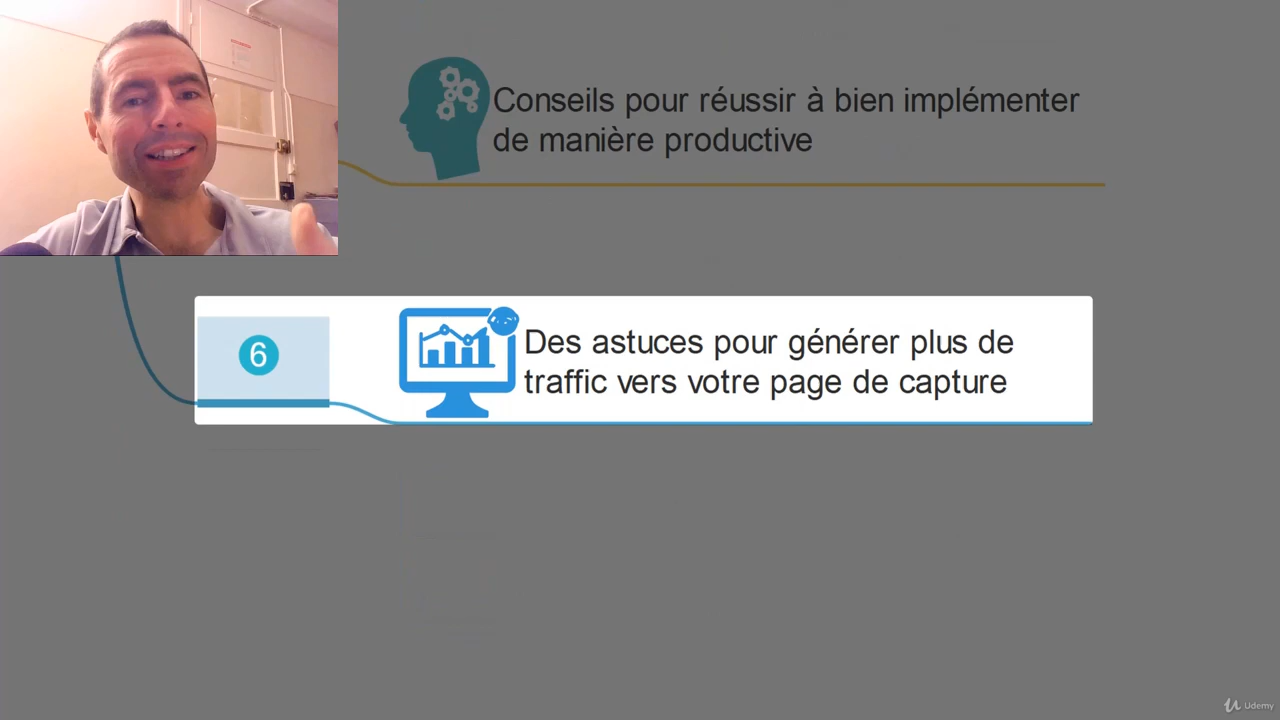 Conseils pour réussir à bien implémenter
de manière productive
6
Des astuces pour générer plus de
traffic vers votre page de capture
Udemy